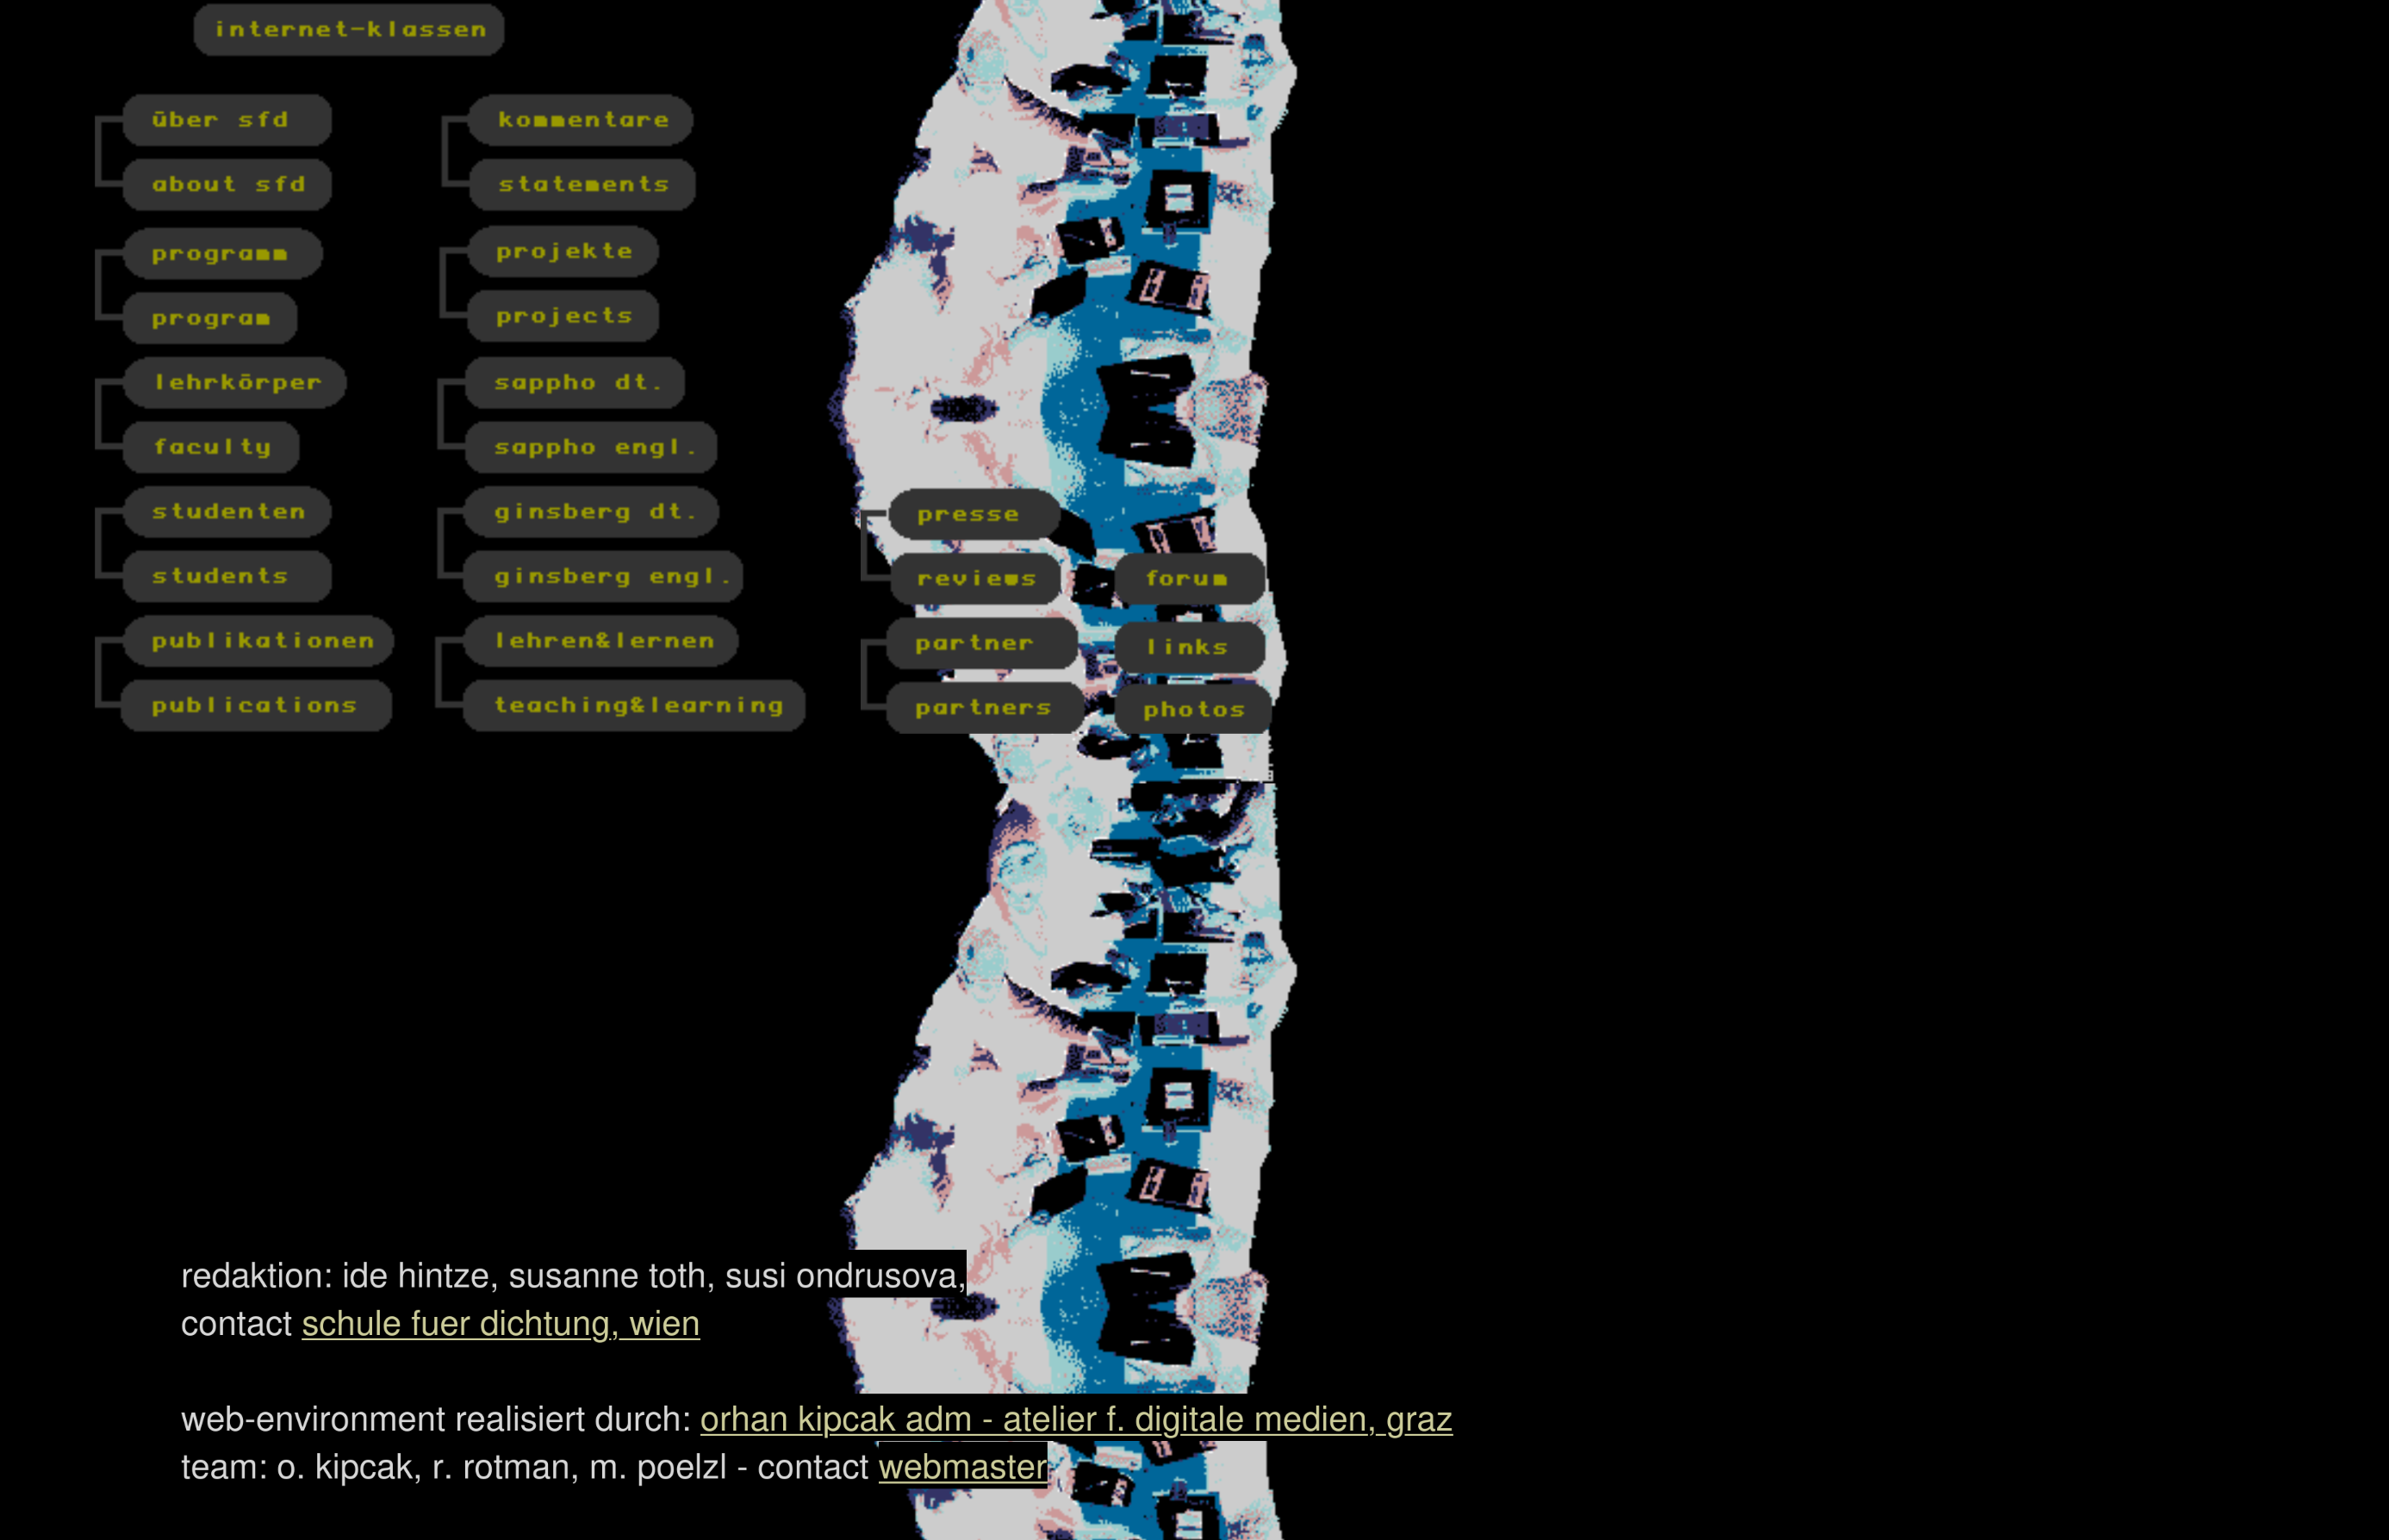 internet-klassen
über sfd
about sfd
programm
program
lehrkörper
faculty
studenten
students
publikationen
publications
kommentare
statements
projekte
projects
sappho dt.
sappho engl.
ginsberg dt.
ginsberg engl.
lehren&lernen
teaching&learning
presse
reviews
partner
partners
forum
links
photos
redaktion: ide hintze, susanne toth, susi ondrusova,
contact schule fuer dichtung, wien
web-environment realisiert durch: orhan kipcak adm - atelier f. digitale medien, graz
team: o. kipcak, r. rotman, m. poelzl - contact webmaster